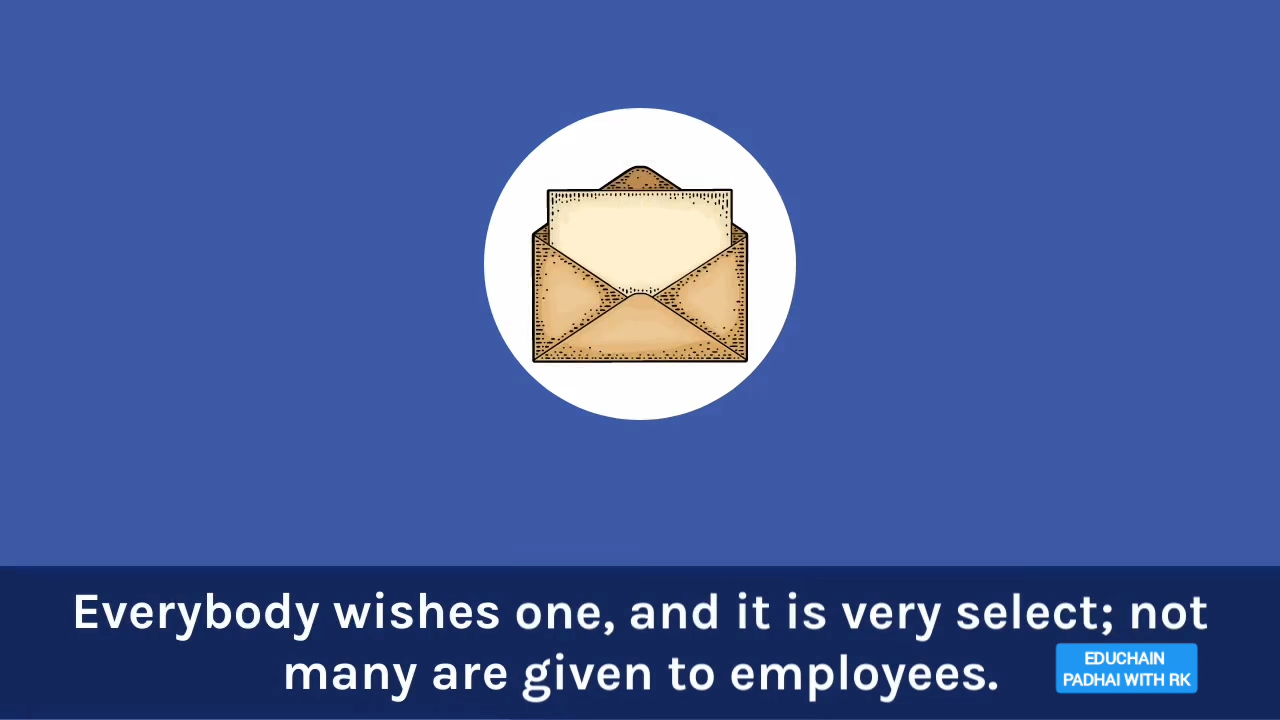 Everybody wishes one, and it is very select; not
many are given to employees.
EDUCHAIN
PADHAI WITH RK